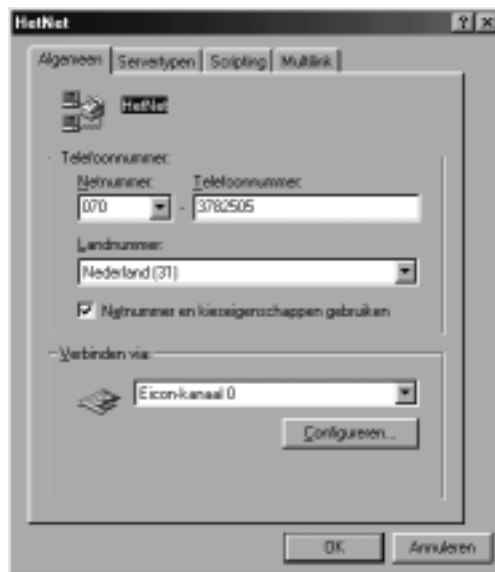 HetNet
Algemeen Servertypen Scripting Multilink
HetNet
Telefoonnummer:
Netnummer: Telefoonnummer:
070 - 3782505
Landnummer:
Nederland (31)
Netnummer en kieseigenschappen gebruiken
Verbinden via:
Eicon-kanaal 0
Configureren...
OK Annuleren